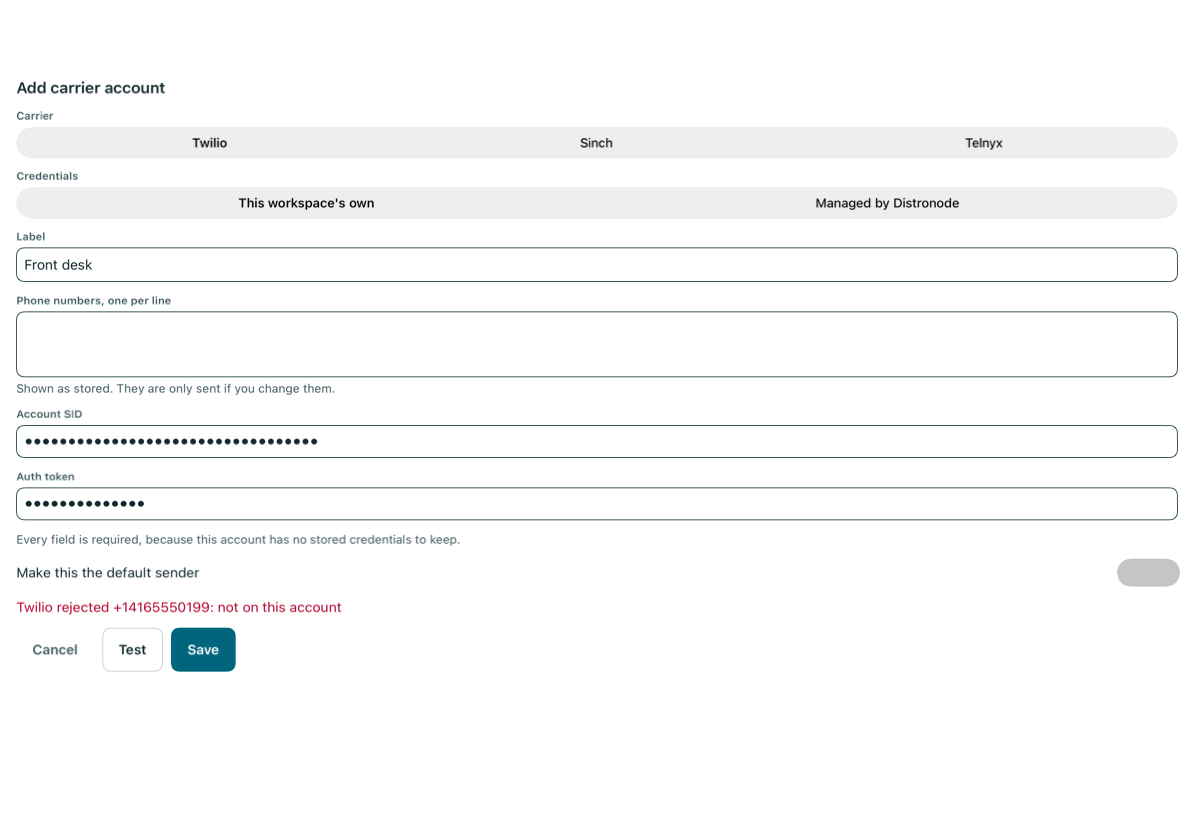 Add carrier account
Carrier
Twilio Sinch Telnyx
Credentials
This workspace's own Managed by Distronode
Label
Front desk
Phone numbers, one per line
Shown as stored. They are only sent if you change them.
Account SID
••••••••••••••••••••••••••••••••••
Auth token
••••••••••••••
Every field is required, because this account has no stored credentials to keep.
Make this the default sender
Twilio rejected +14165550199: not on this account
Cancel Test Save